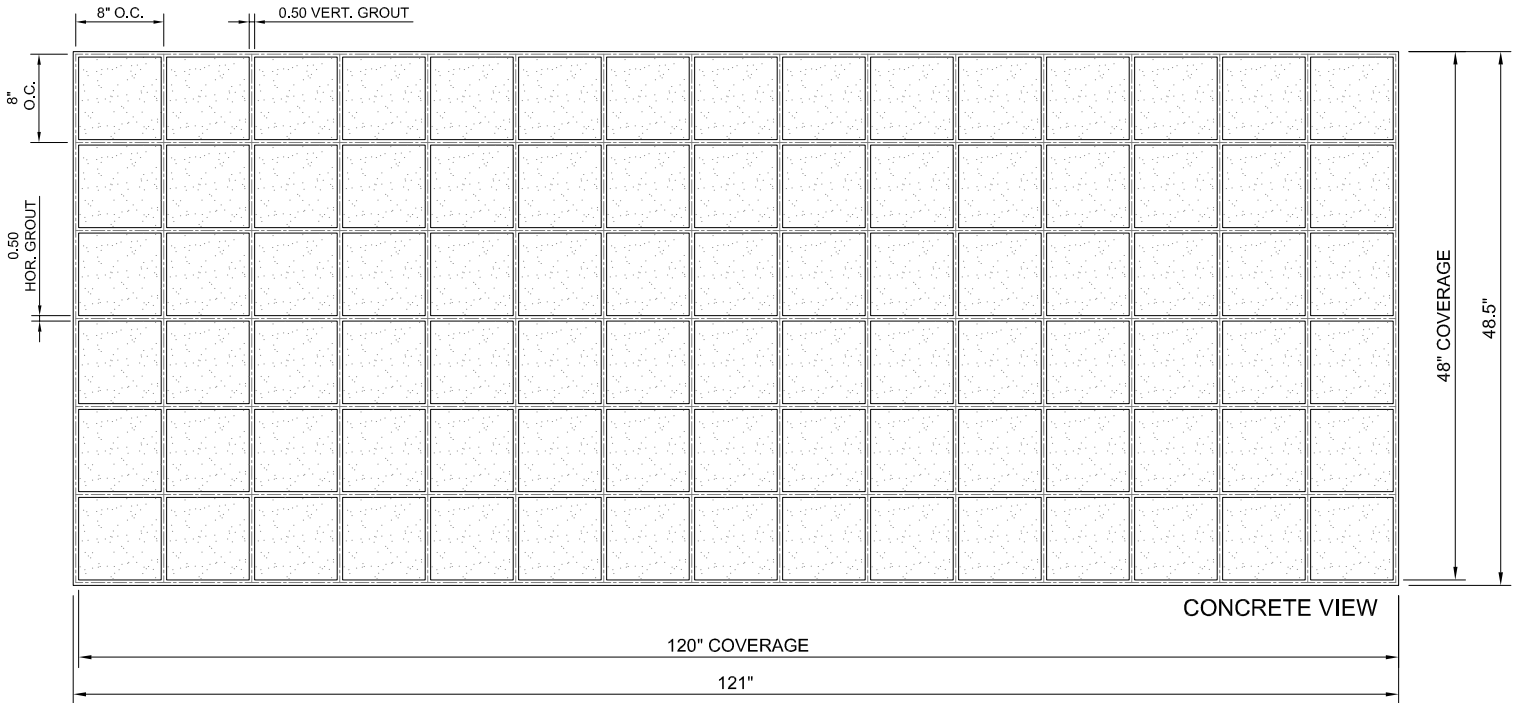 8" O.C.
0.50 VERT. GROUT
8"
O.C.
0.50
HOR. GROUT
48" COVERAGE
48.5"
CONCRETE VIEW
120" COVERAGE
121"